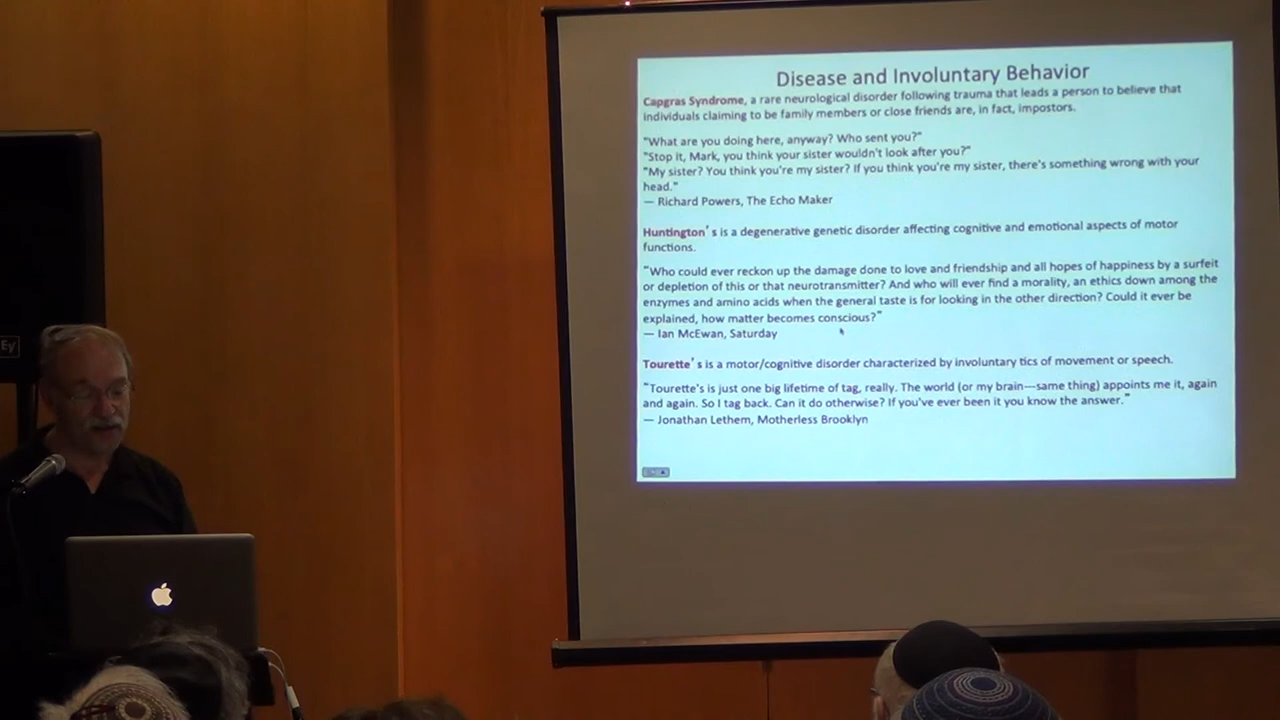 Disease and Involuntary Behavior
Capgras Syndrome, a rare neurological disorder following trauma that leads a person to believe that
individuals claiming to be family members or close friends are, in fact, impostors.
"What are you doing here, anyway? Who sent you?"
"Stop it, Mark, you think your sister wouldn't look after you?"
"My sister? You think you're my sister? If you think you're my sister, there's something wrong with your
head."
— Richard Powers, The Echo Maker
Huntington's is a degenerative genetic disorder affecting cognitive and emotional aspects of motor
functions.
"Who could ever reckon up the damage done to love and friendship and all hopes of happiness by a surfeit
or depletion of this or that neurotransmitter? And who will ever find a morality, an ethics down among the
enzymes and amino acids when the general taste is for looking in the other direction? Could it ever be
explained, how matter becomes conscious?"
— Ian McEwan, Saturday
Tourette's is a motor/cognitive disorder characterized by involuntary tics of movement or speech.
"Tourette's is just one big lifetime of tag, really. The world (or my brain---same thing) appoints me it, again
and again. So I tag back. Can it do otherwise? If you've ever been it you know the answer."
— Jonathan Lethem, Motherless Brooklyn
EV